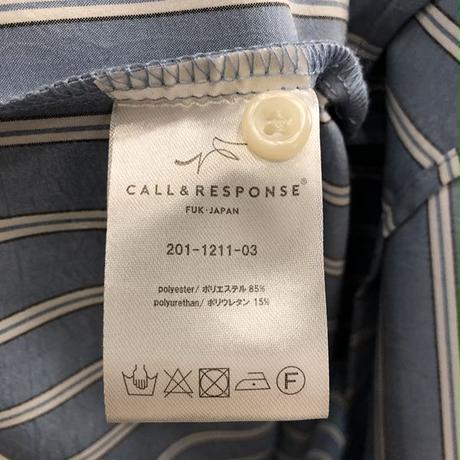 CALL&RESPONSE®
FUK·JAPAN
201-1211-03
polyester/ポリエステル 85%
polyurethan/ポリウレタン 15%
F